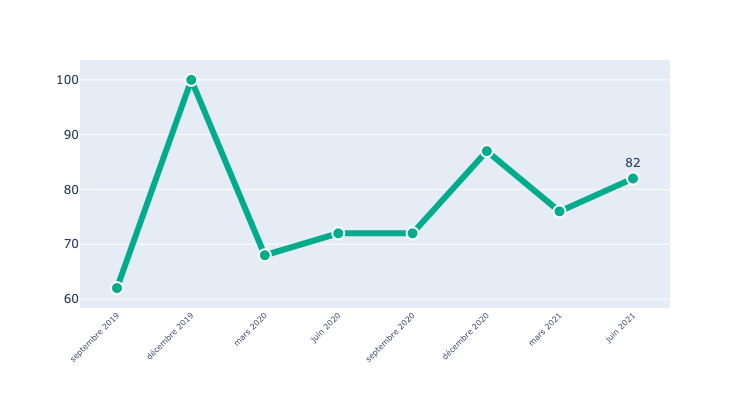 100
90
80
70
60
82
septembre 2019
décembre 2019
mars 2020
juin 2020
septembre 2020
décembre 2020
mars 2021
juin 2021